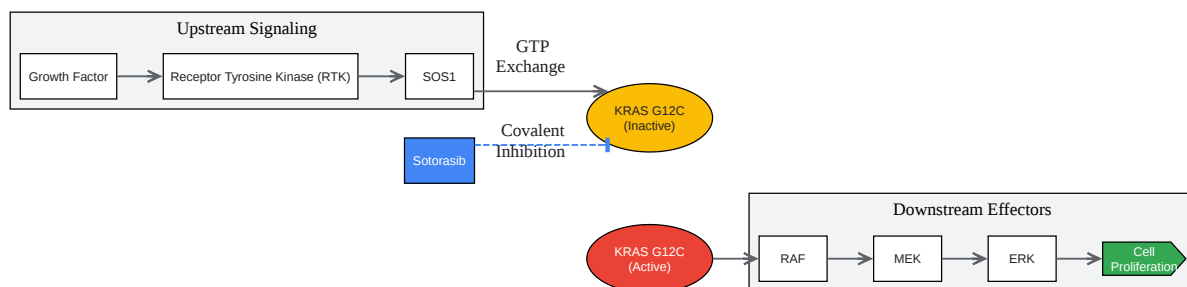 Upstream Signaling
Growth Factor
Receptor Tyrosine Kinase (RTK)
SOS1
GTP
Exchange
KRAS G12C
(Inactive)
Covalent
Inhibition
Sotorasib
Downstream Effectors
KRAS G12C
(Active)
RAF
MEK
ERK
Cell
Proliferation